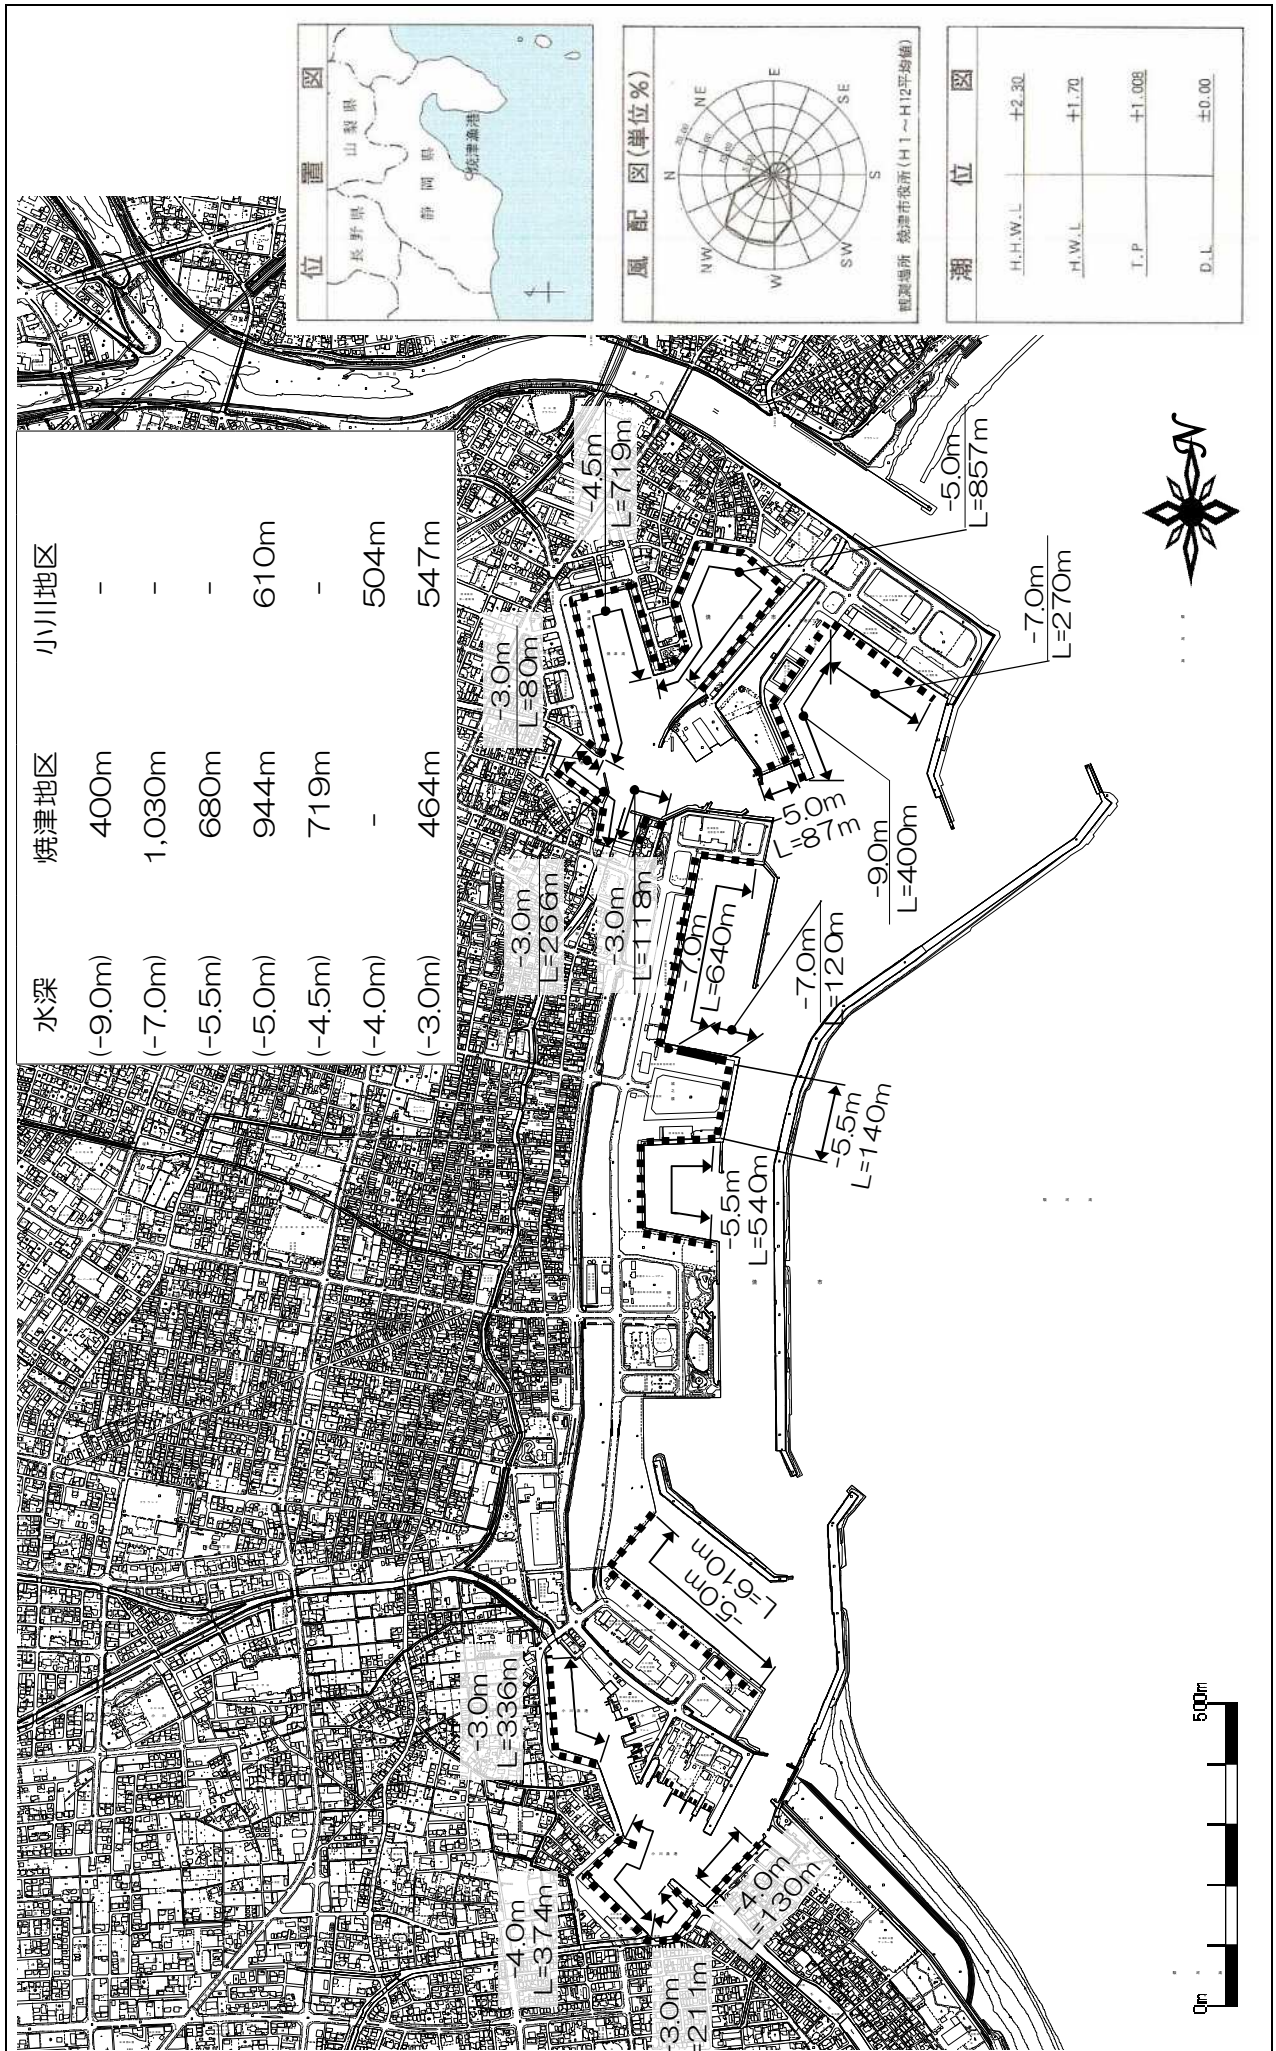 水深 焼津地区 小川地区
(-9.0m) 400m -
(-7.0m) 1,030m -
(-5.5m) 680m -
(-5.0m) 944m 610m
(-4.5m) 719m -
(-4.0m) - 504m
(-3.0m) 464m 547m
位 置 図
長野県
山梨県
静岡県
焼津漁港
風 配 図(単位%)
N
NE
E
SE
S
SW
W
NW
観測場所 焼津市役所(H1~H12平均値)
潮 位 図
H.H.W.L +2.30
H.W.L +1.70
T.P +1.008
D.L ±0.00
-4.5m
L=719m
-5.0m
L=857m
-3.0m
L=80m
-7.0m
L=270m
-5.0m
L=87m
-9.0m
L=400m
-3.0m
L=266m
-3.0m
L=118m
-7.0m
L=640m
-7.0m
L=120m
-5.5m
L=140m
-5.5m
L=540m
-5.0m
L=610m
-3.0m
L=336m
-4.0m
L=374m
-4.0m
L=130m
-3.0m
=211m
N
0m 500m